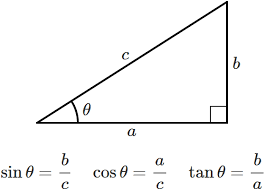 c
b
θ
a
sin θ = b/c   cos θ = a/c   tan θ = b/a